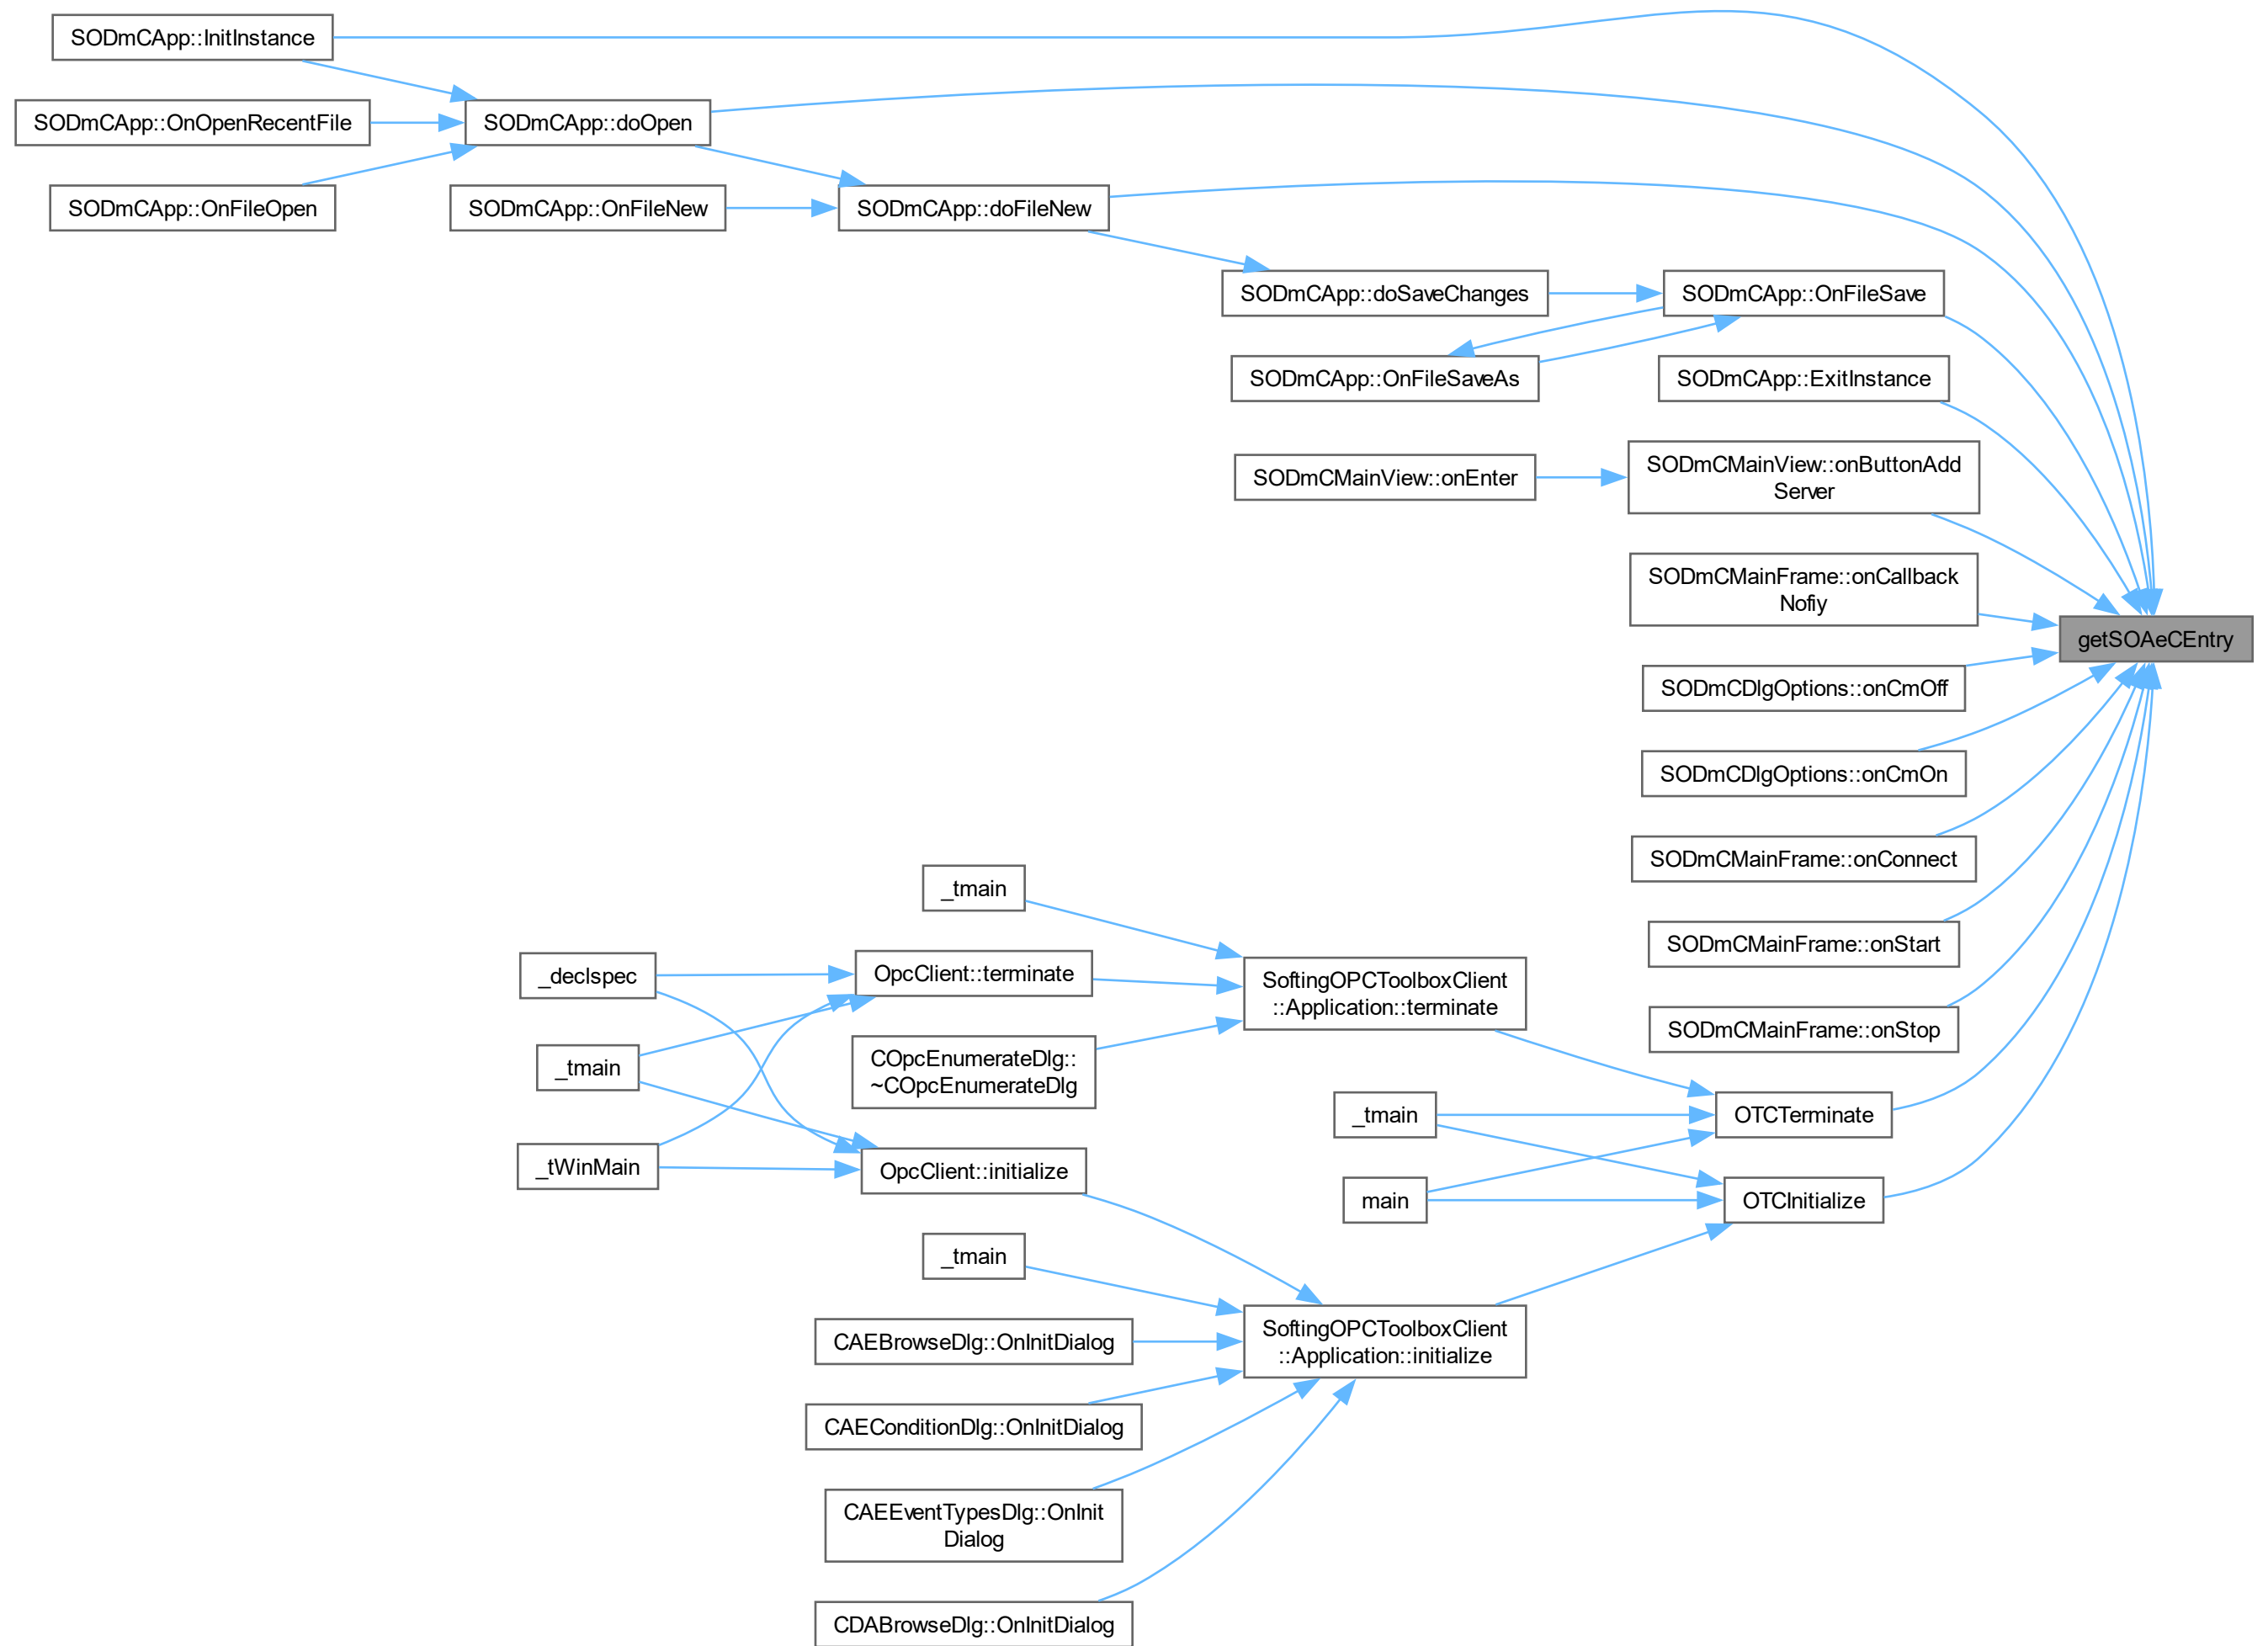 SODmCApp::InitInstance
SODmCApp::OnOpenRecentFile
SODmCApp::doOpen
SODmCApp::OnFileOpen
SODmCApp::OnFileNew
SODmCApp::doFileNew
SODmCApp::doSaveChanges
SODmCApp::OnFileSave
SODmCApp::OnFileSaveAs
SODmCApp::ExitInstance
SODmCMainView::onEnter
SODmCMainView::onButtonAdd
Server
SODmCMainFrame::onCallback
Nofiy
getSOAeCEntry
SODmCDlgOptions::onCmOff
SODmCDlgOptions::onCmOn
SODmCMainFrame::onConnect
_tmain
SODmCMainFrame::onStart
_declspec
OpcClient::terminate
SoftingOPCToolboxClient
::Application::terminate
SODmCMainFrame::onStop
_tmain
COpcEnumerateDlg::
~COpcEnumerateDlg
_tmain
OTCTerminate
_tWinMain
OpcClient::initialize
main
OTCInitialize
_tmain
CAEBrowseDlg::OnInitDialog
SoftingOPCToolboxClient
::Application::initialize
CAEConditionDlg::OnInitDialog
CAEEventTypesDlg::OnInit
Dialog
CDABrowseDlg::OnInitDialog